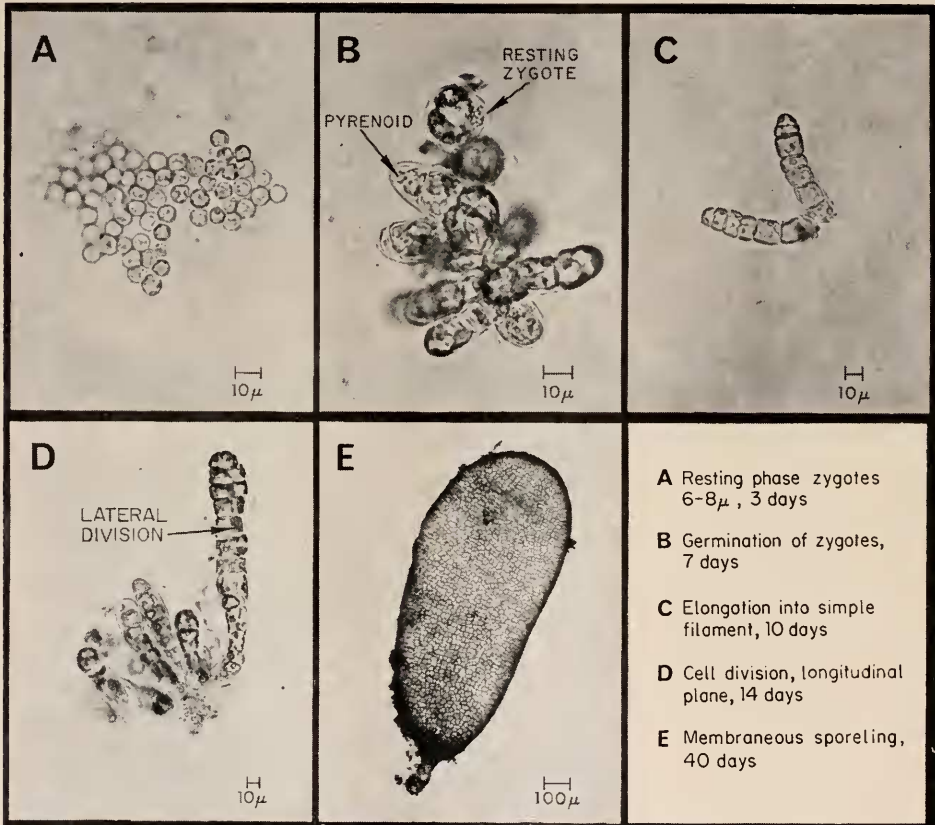 A
10μ
B
RESTING
ZYGOTE
PYRENOID
10μ
C
10μ
D
LATERAL
DIVISION
10μ
E
100μ
A Resting phase zygotes
6-8μ, 3 days
B Germination of zygotes,
7 days
C Elongation into simple
filament, 10 days
D Cell division, longitudinal
plane, 14 days
E Membraneous sporeling,
40 days